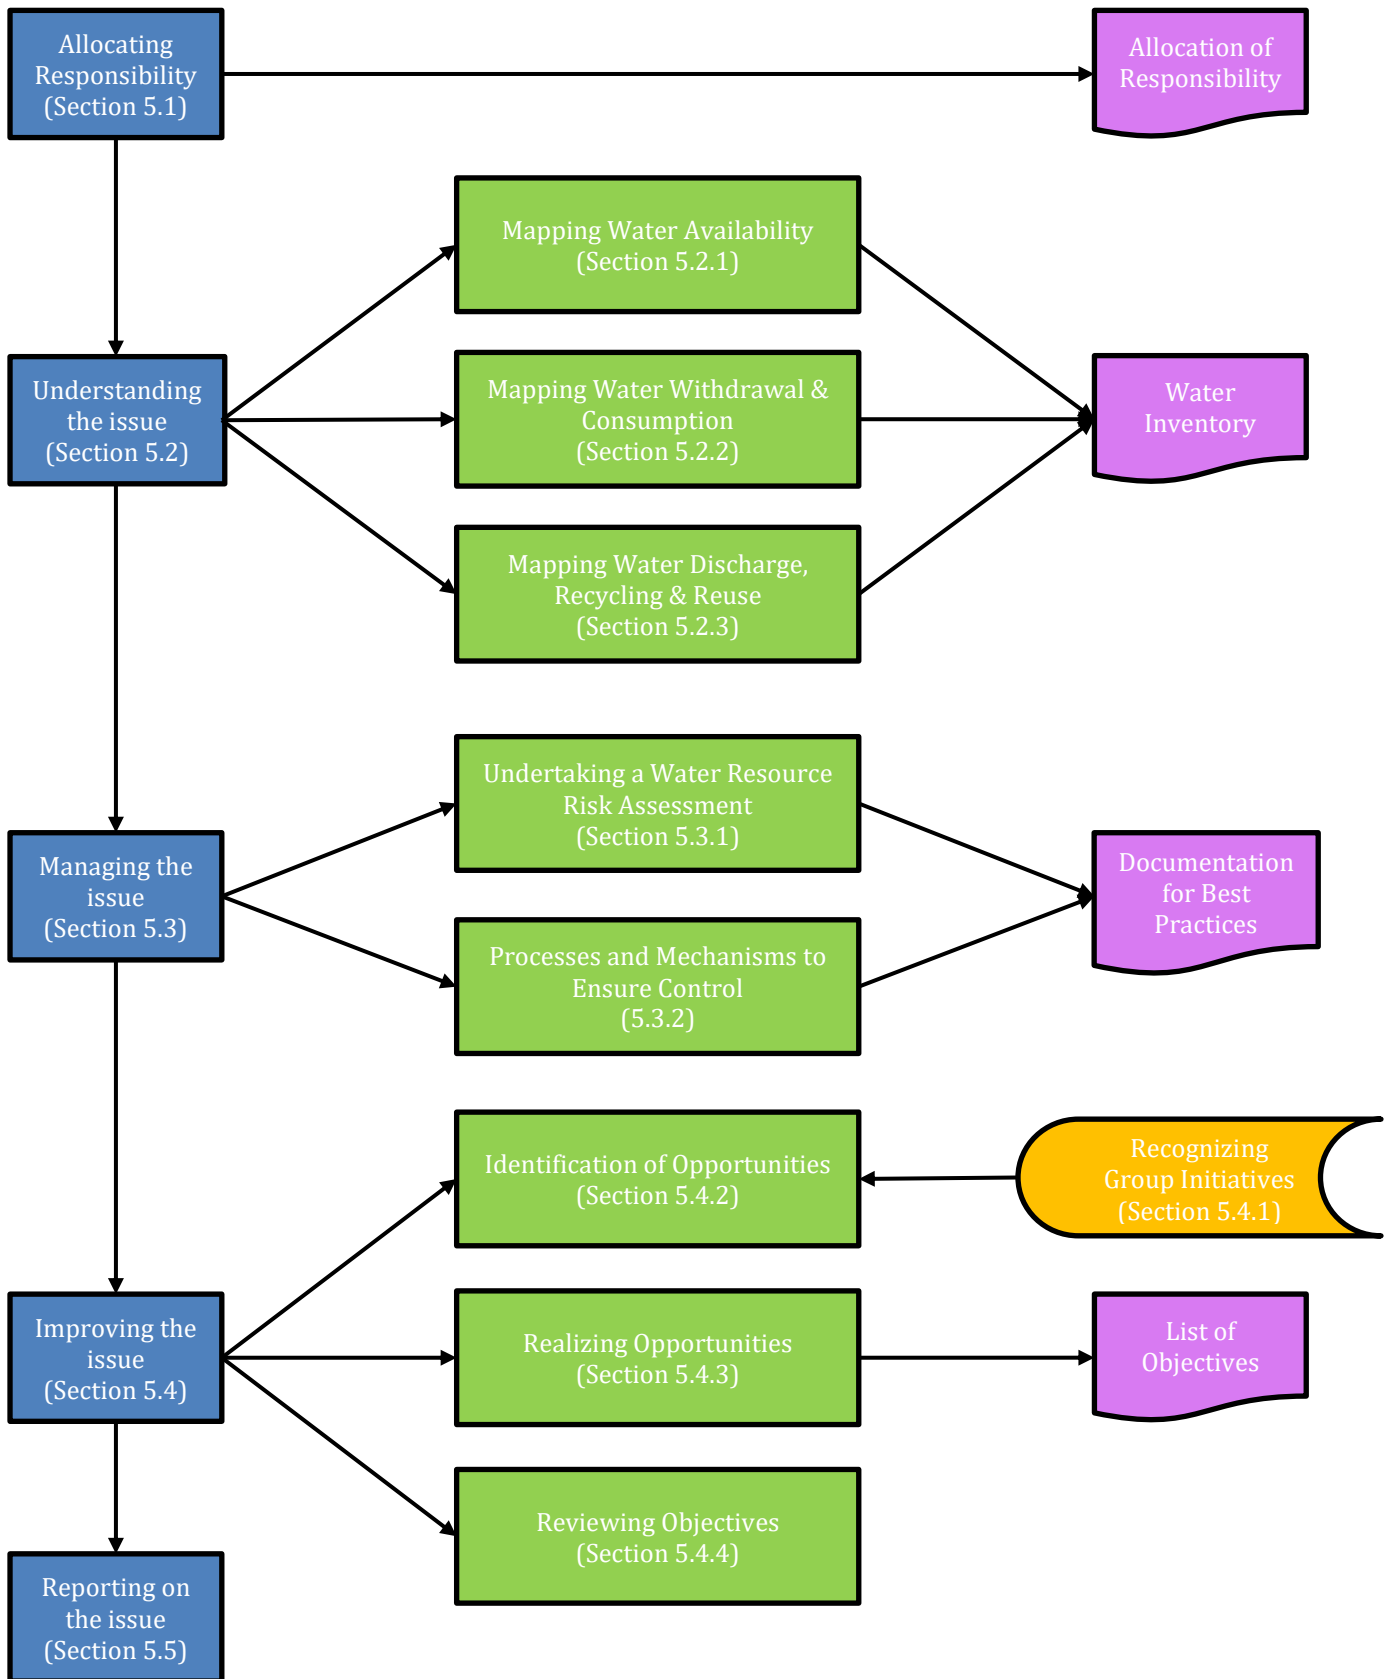 Allocating
Responsibility
(Section 5.1)
Allocation of
Responsibility
Mapping Water Availability
(Section 5.2.1)
Understanding
the issue
(Section 5.2)
Mapping Water Withdrawal &
Consumption
(Section 5.2.2)
Water
Inventory
Mapping Water Discharge,
Recycling & Reuse
(Section 5.2.3)
Undertaking a Water Resource
Risk Assessment
(Section 5.3.1)
Managing the
issue
(Section 5.3)
Documentation
for Best
Practices
Processes and Mechanisms to
Ensure Control
(5.3.2)
Identification of Opportunities
(Section 5.4.2)
Recognizing
Group Initiatives
(Section 5.4.1)
Improving the
issue
(Section 5.4)
Realizing Opportunities
(Section 5.4.3)
List of
Objectives
Reviewing Objectives
(Section 5.4.4)
Reporting on
the issue
(Section 5.5)